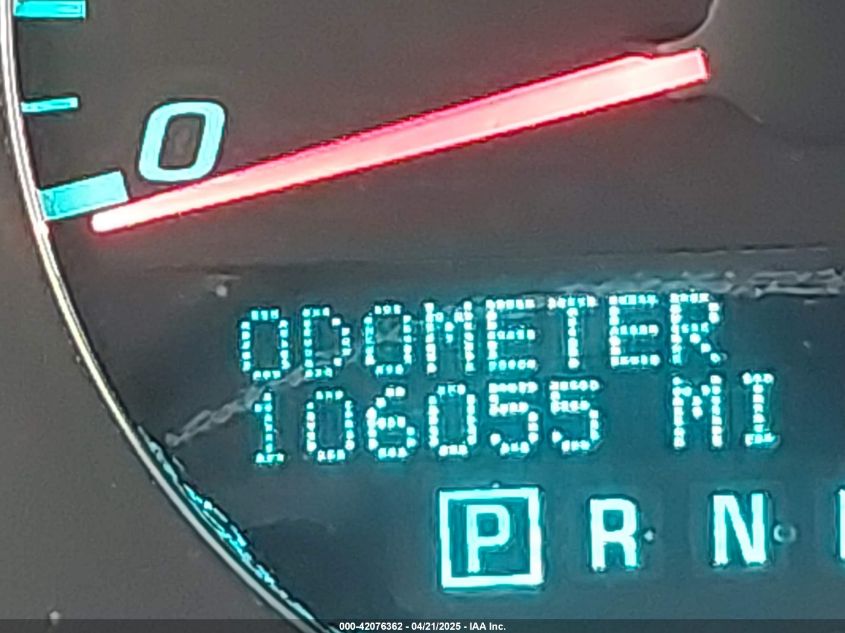 0
ODOMETER
106055 MI
P R N
000-42076362 - 04/21/2025 - IAA Inc.